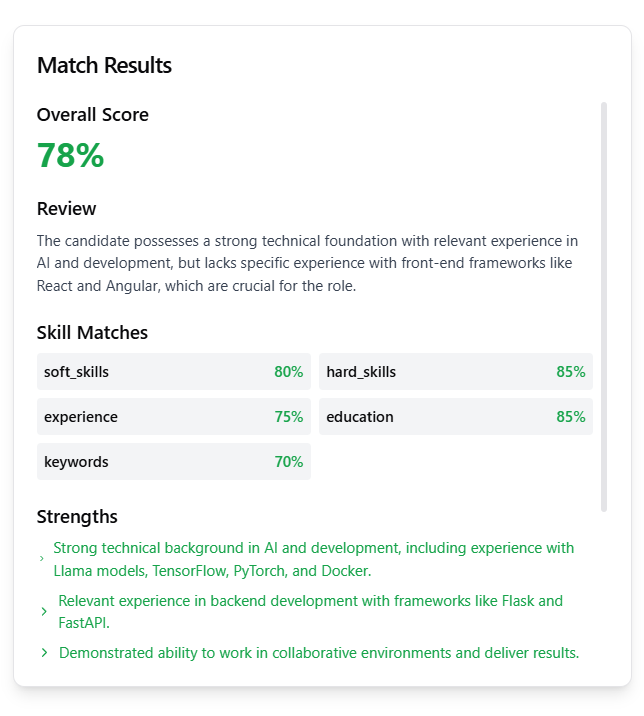 Match Results
Overall Score
78%
Review
The candidate possesses a strong technical foundation with relevant experience in
AI and development, but lacks specific experience with front-end frameworks like
React and Angular, which are crucial for the role.
Skill Matches
soft_skills 80% hard_skills 85%
experience 75% education 85%
keywords 70%
Strengths
Strong technical background in AI and development, including experience with
Llama models, TensorFlow, PyTorch, and Docker.
Relevant experience in backend development with frameworks like Flask and
FastAPI.
Demonstrated ability to work in collaborative environments and deliver results.